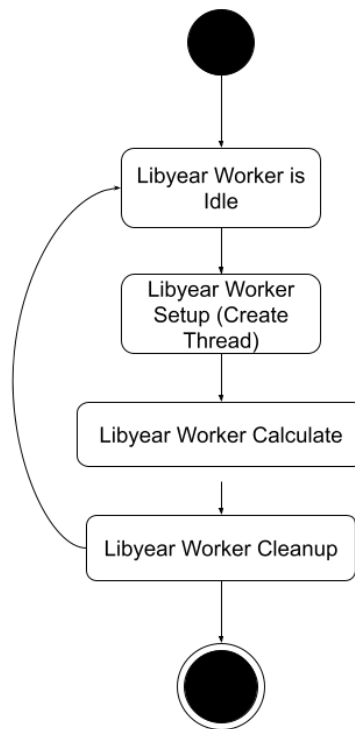 Libyear Worker is
Idle
Libyear Worker
Setup (Create
Thread)
Libyear Worker Calculate
Libyear Worker Cleanup